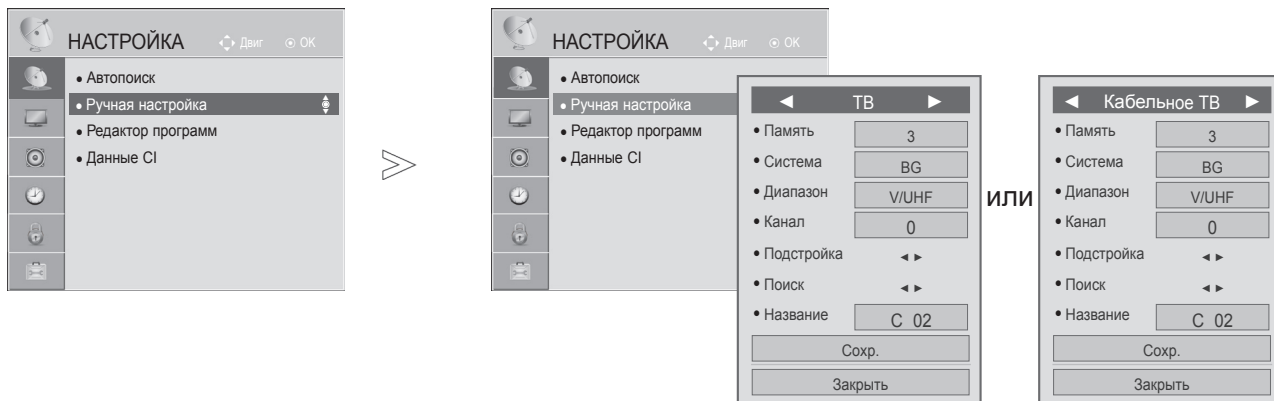 НАСТРОЙКА Двиг ОК
• Автопоиск
• Ручная настройка
• Редактор программ
• Данные CI
НАСТРОЙКА Двиг ОК
• Автопоиск
• Ручная настройка
• Редактор программ
• Данные CI
◄ ТВ ►
• Память 3
• Система BG
• Диапазон V/UHF
• Канал 0
• Подстройка ◄ ►
• Поиск ◄ ►
• Название C 02
Сохр.
Закрыть
или
◄ Кабельное ТВ ►
• Память 3
• Система BG
• Диапазон V/UHF
• Канал 0
• Подстройка ◄ ►
• Поиск ◄ ►
• Название C 02
Сохр.
Закрыть